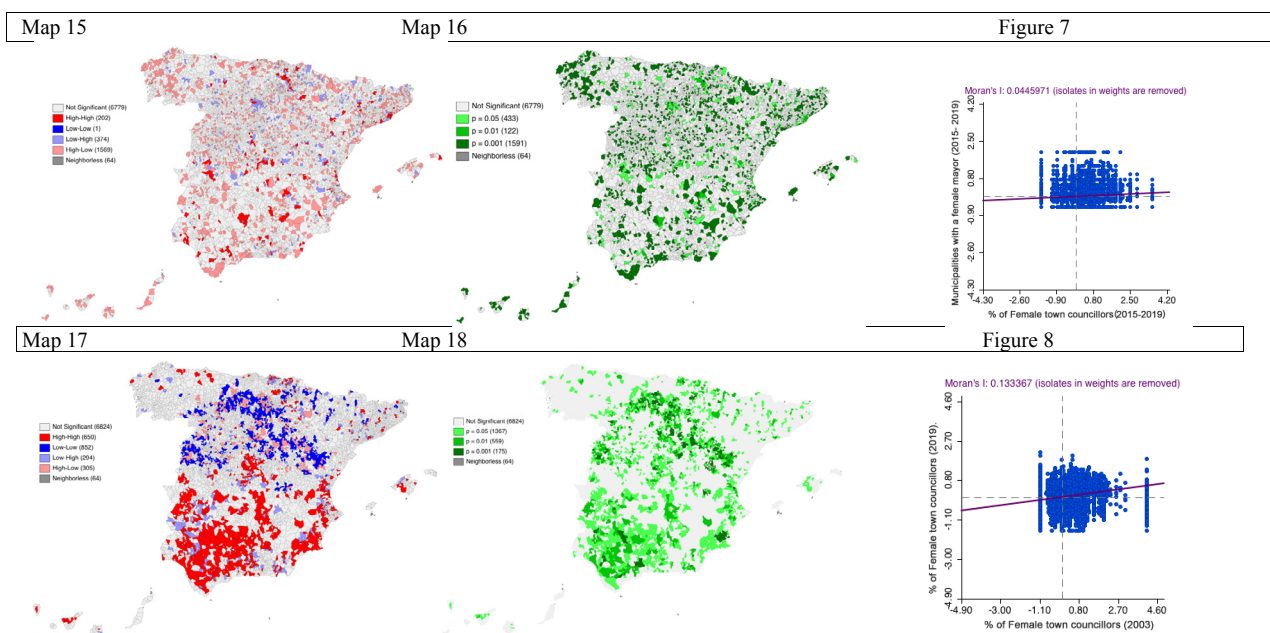 Map 15 Map 16 Figure 7
Not Significant (6779)
High-High (202)
Low-Low (1)
Low-High (374)
High-Low (1569)
Neighborless (64)
Not Significant (6779)
p = 0.05 (433)
p = 0.01 (122)
p = 0.001 (1591)
Neighborless (64)
Moran's I: 0.0445971 (isolates in weights are removed)
Municipalities with a female mayor (2015- 2019)
4.20
2.50
0.80
-0.90
-2.60
-4.30
-4.30 -2.60 -0.90 0.80 2.50 4.20
% of Female town councillors (2015-2019)
Map 17 Map 18 Figure 8
Not Significant (6824)
High-High (650)
Low-Low (852)
Low-High (294)
High-Low (305)
Neighborless (64)
Not Significant (6824)
p = 0.05 (1367)
p = 0.01 (559)
p = 0.001 (175)
Neighborless (64)
Moran's I: 0.133367 (isolates in weights are removed)
% of Female town councillors (2019).
4.60
2.70
0.80
-1.10
-3.00
-4.90
-4.90 -3.00 -1.10 0.80 2.70 4.60
% of Female town councillors (2003)